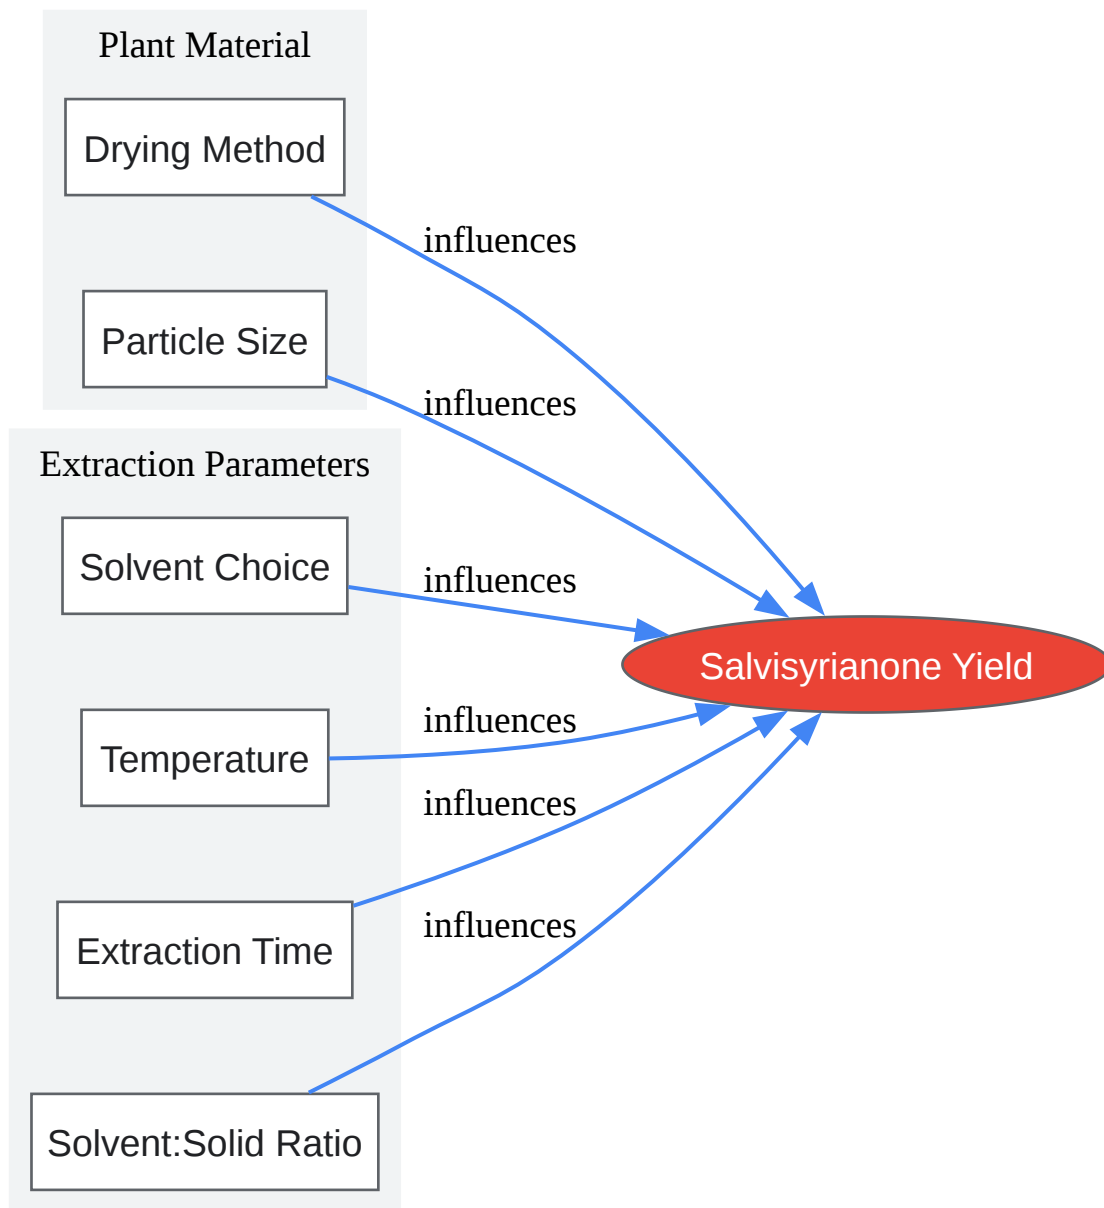 Plant Material
Drying Method
influences
Particle Size
influences
Extraction Parameters
Solvent Choice
influences
Salvisyrianone Yield
Temperature
influences
influences
Extraction Time
influences
Solvent:Solid Ratio